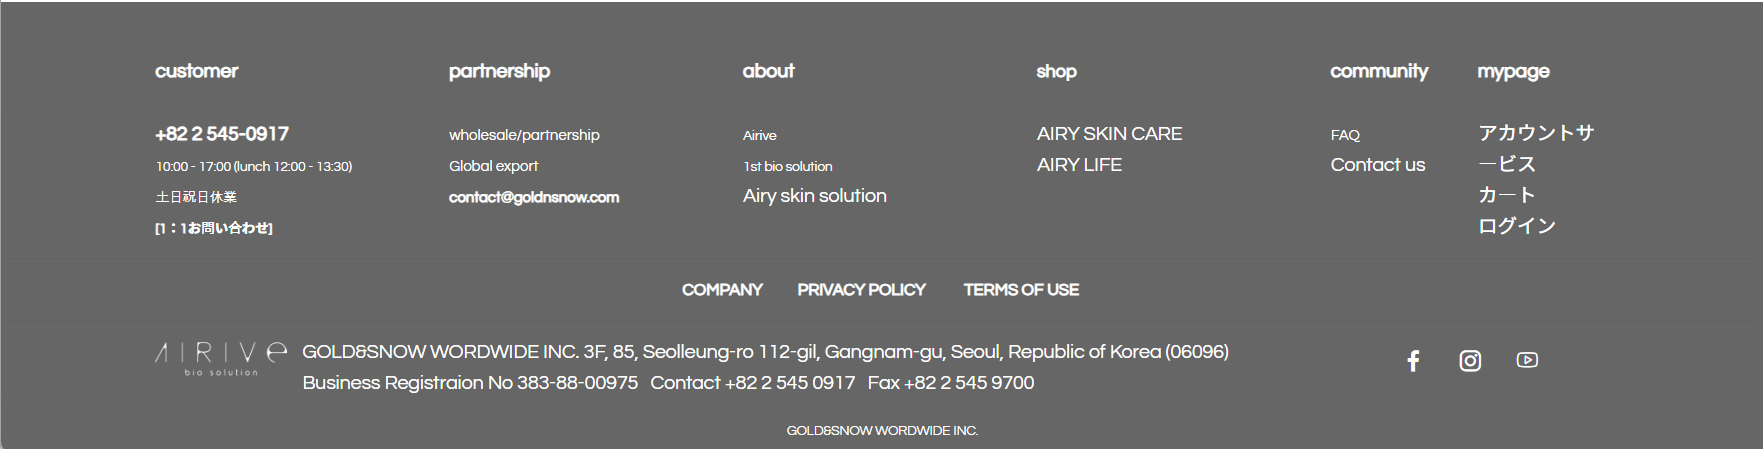 customer
+82 2 545-0917
10:00 - 17:00 (lunch 12:00 - 13:30)
土日祝日休業
[1：1お問い合わせ]
partnership
wholesale/partnership
Global export
contact@goldnsnow.com
about
Airive
1st bio solution
Airy skin solution
shop
AIRY SKIN CARE
AIRY LIFE
community
FAQ
Contact us
mypage
アカウントサ
ービス
カート
ログイン
COMPANY PRIVACY POLICY TERMS OF USE
AIRIVe
bio solution
GOLD&SNOW WORDWIDE INC. 3F, 85, Seolleung-ro 112-gil, Gangnam-gu, Seoul, Republic of Korea (06096)
Business Registraion No 383-88-00975 Contact +82 2 545 0917 Fax +82 2 545 9700
GOLD&SNOW WORDWIDE INC.